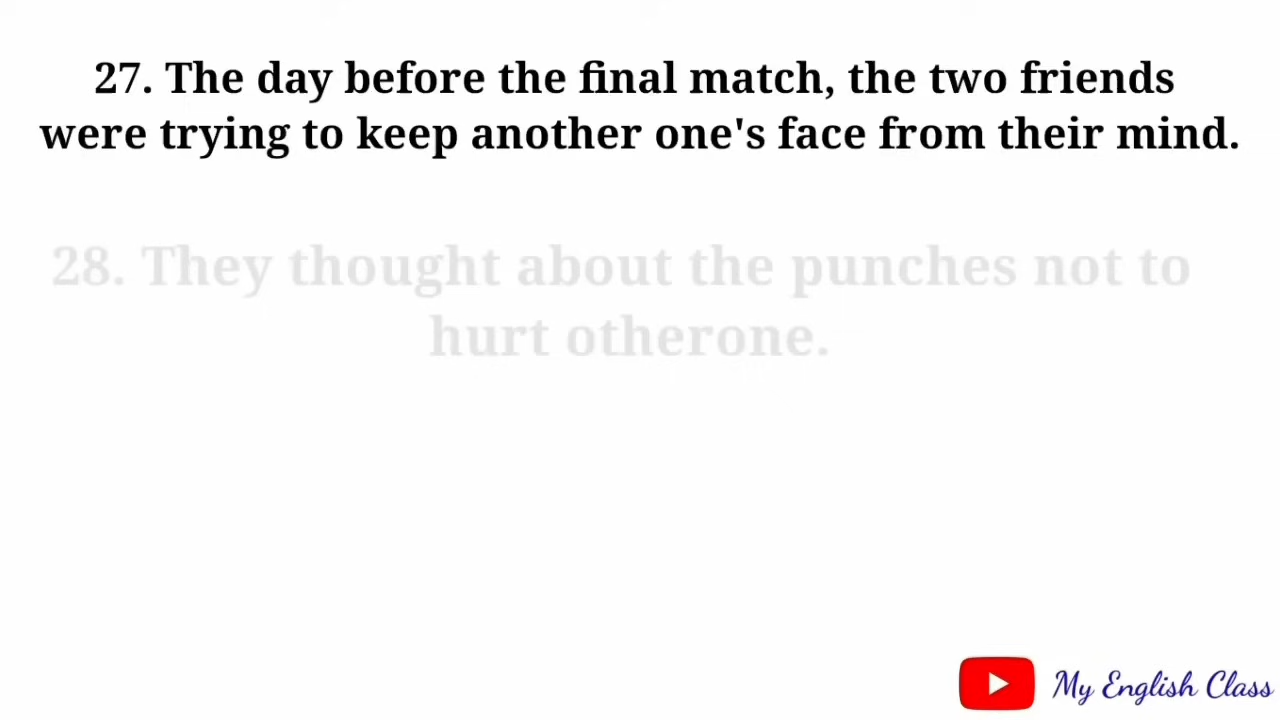 27. The day before the final match, the two friends
were trying to keep another one's face from their mind.
28. They thought about the punches not to
hurt otherone.
My English Class